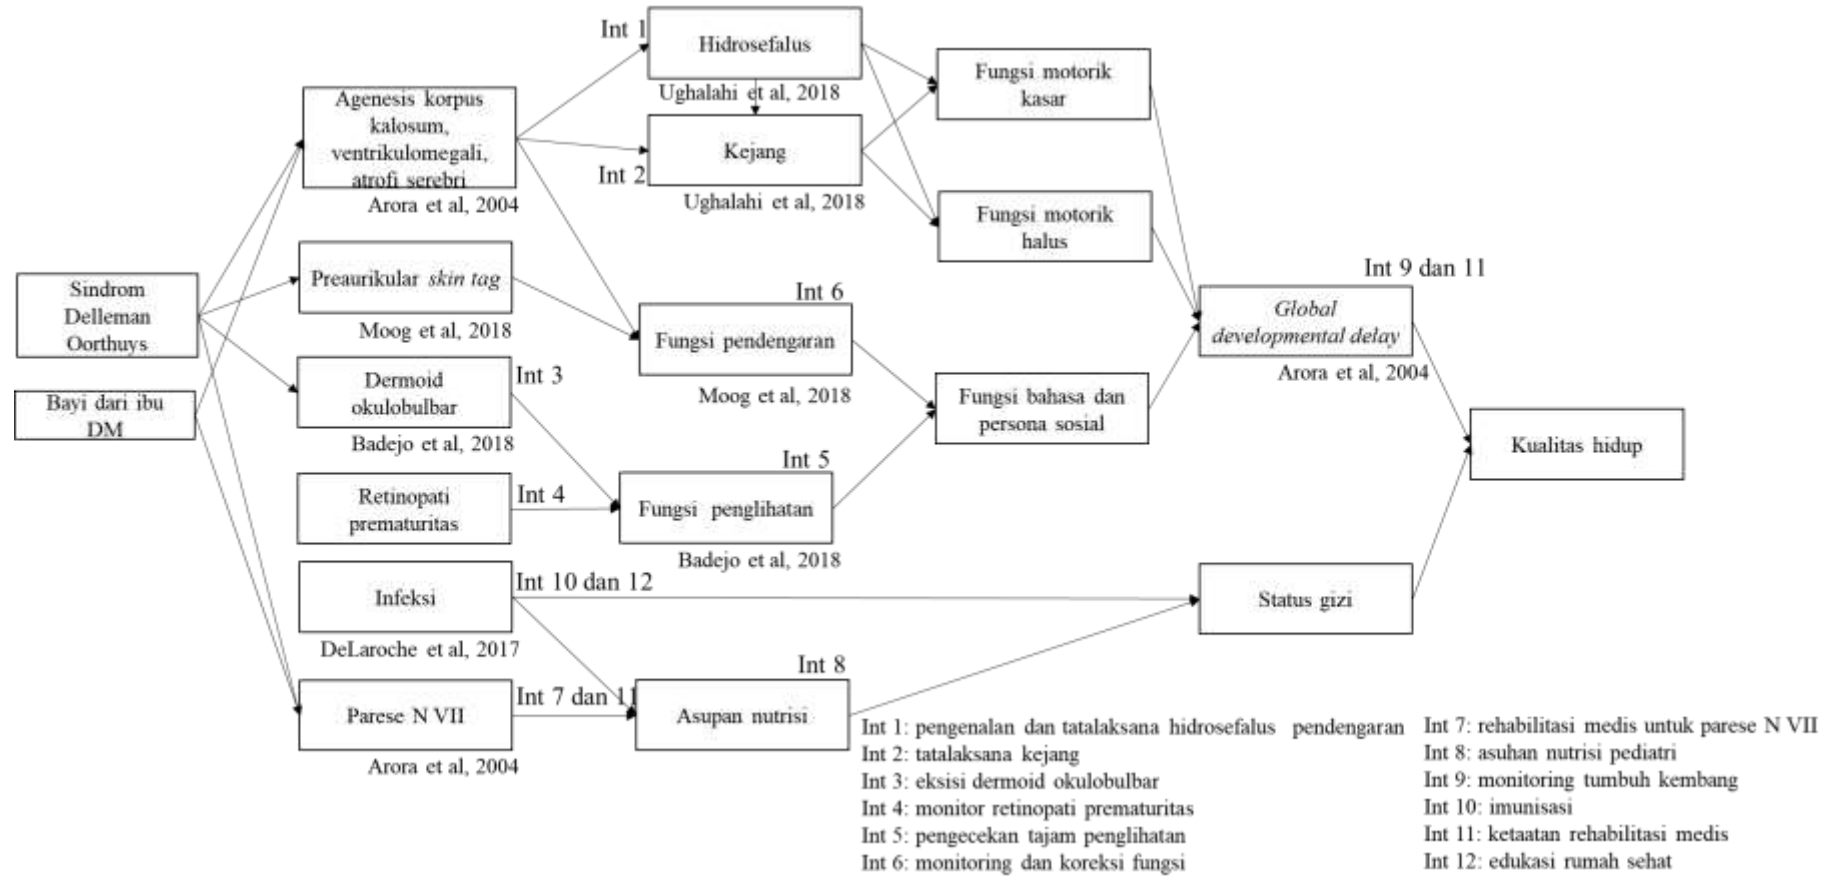 Int 1
Hidrosefalus
Ughalahi et al, 2018
Fungsi motorik
kasar
Agenesis korpus
kalosum,
ventrikulomegali,
atrofi serebri
Arora et al, 2004
Kejang
Int 2
Ughalahi et al, 2018
Fungsi motorik
halus
Sindrom
Delleman
Oorthuys
Preaurikular skin tag
Moog et al, 2018
Int 6
Fungsi pendengaran
Moog et al, 2018
Int 9 dan 11
Global
developmental delay
Arora et al, 2004
Bayi dari ibu
DM
Dermoid
okulobulbar
Int 3
Badejo et al, 2018
Fungsi bahasa dan
persona sosial
Kualitas hidup
Retinopati
prematuritas
Int 4
Int 5
Fungsi penglihatan
Badejo et al, 2018
Infeksi
Int 10 dan 12
DeLaroche et al, 2017
Status gizi
Parese N VII
Int 7 dan 11
Arora et al, 2004
Int 8
Asupan nutrisi
Int 1: pengenalan dan tatalaksana hidrosefalus pendengaran
Int 2: tatalaksana kejang
Int 3: eksisi dermoid okulobulbar
Int 4: monitor retinopati prematuritas
Int 5: pengecekan tajam penglihatan
Int 6: monitoring dan koreksi fungsi
Int 7: rehabilitasi medis untuk parese N VII
Int 8: asuhan nutrisi pediatri
Int 9: monitoring tumbuh kembang
Int 10: imunisasi
Int 11: ketaatan rehabilitasi medis
Int 12: edukasi rumah sehat